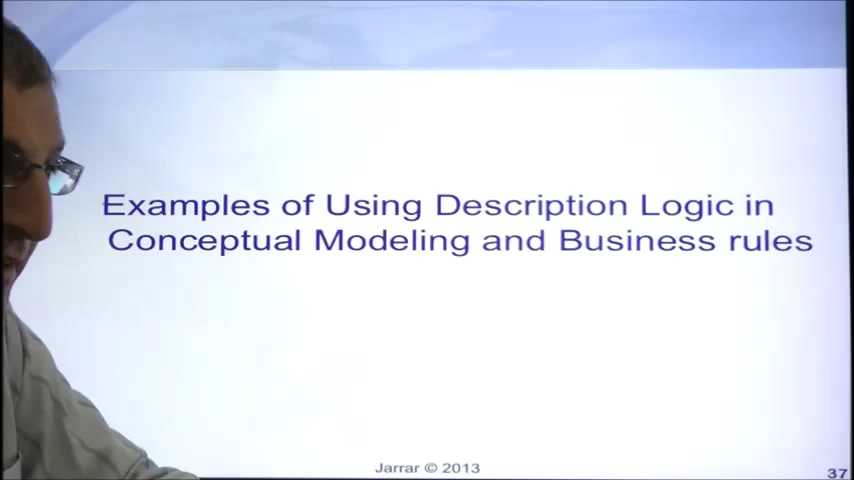 Examples of Using Description Logic in
Conceptual Modeling and Business rules
Jarrar © 2013
37